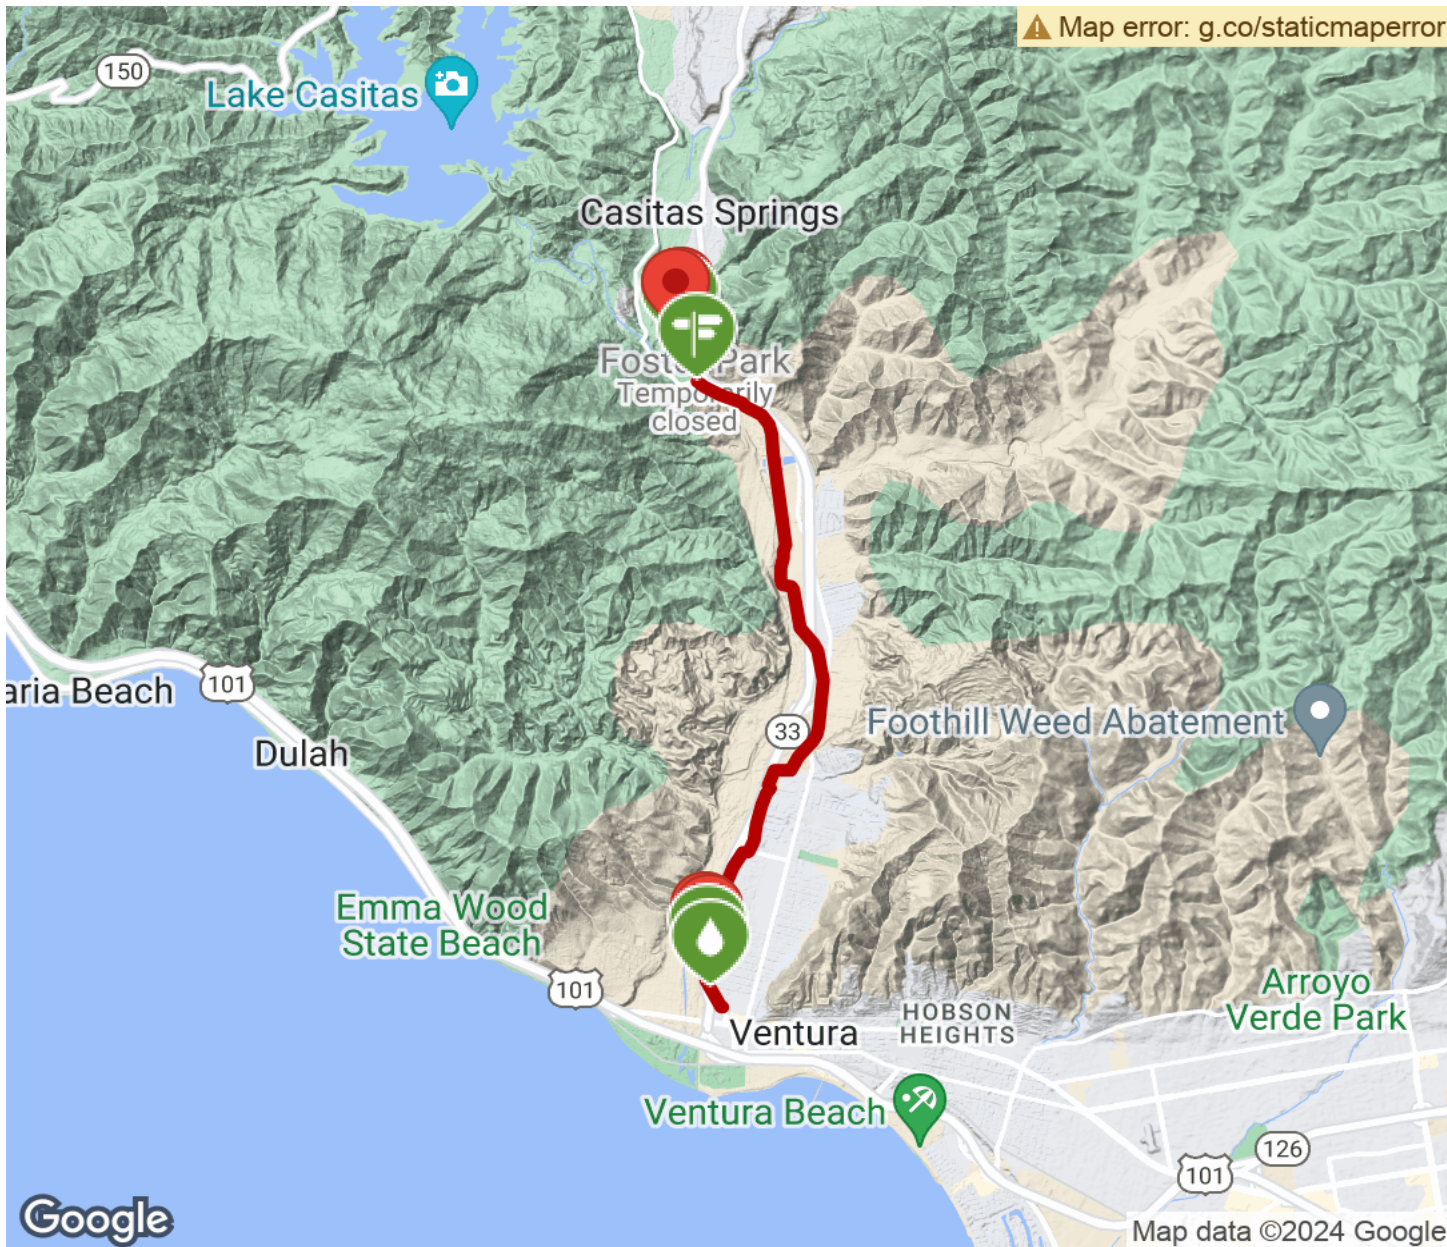 Map error: g.co/staticmaperror
150
Lake Casitas
Casitas Springs
Park
closed
101
aria Beach
33
Foothill Weed Abatement
Dulah
Emma Wood
State Beach
101
Arroyo
Verde Park
HOBSON
HEIGHTS
Ventura
Ventura Beach
126
101
Google
Map data ©2024 Google